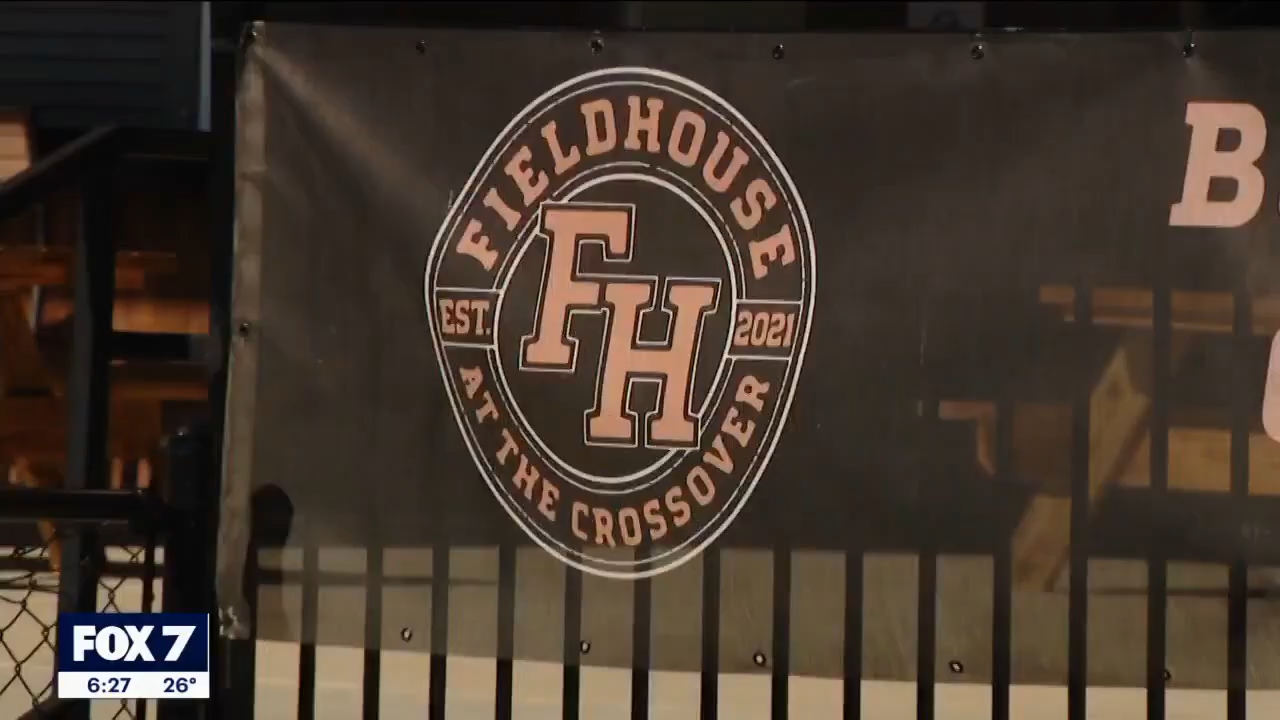 FIELDHOUSE
FH
EST. 2021
AT THE CROSSOVER
B
FOX 7
6:27 26°